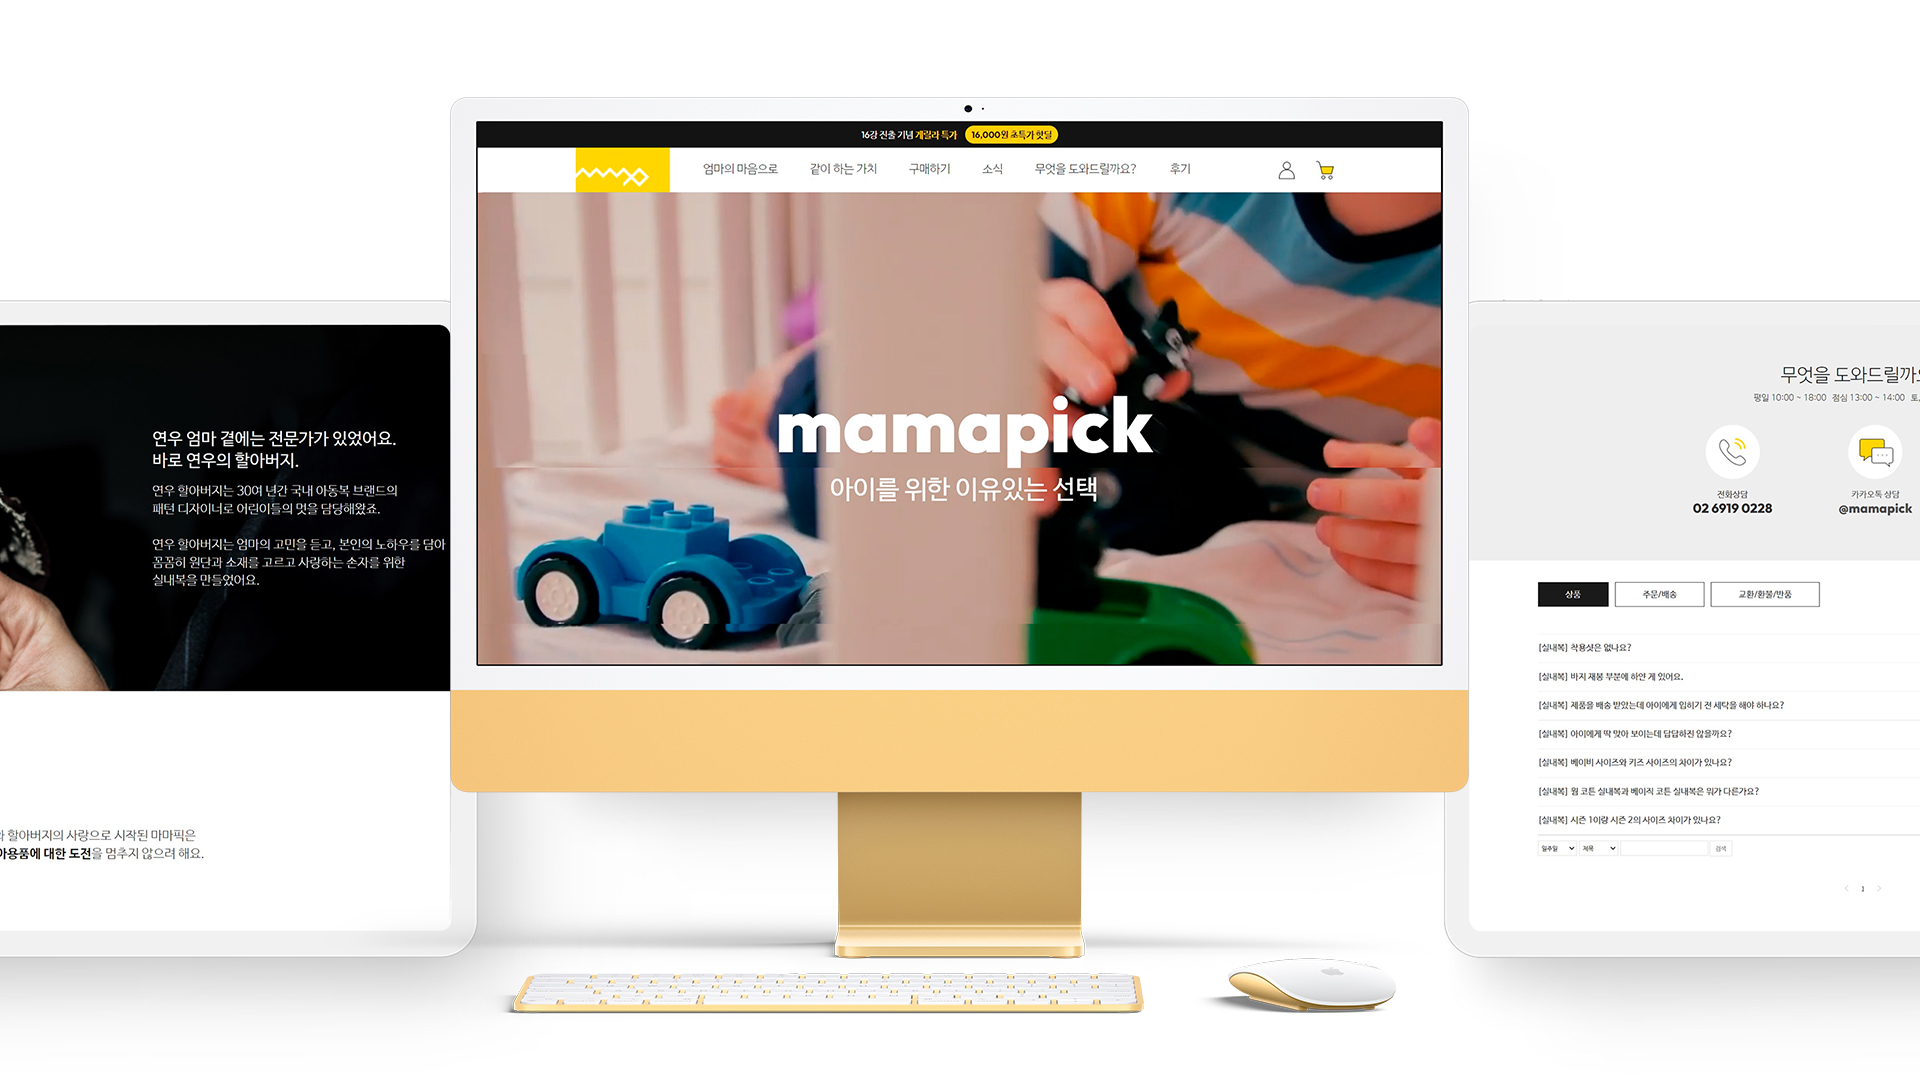 16강 진출 기념 게릴라 특가 16,000원 초특가 핫딜
엄마의 마음으로 같이 하는 가치 구매하기 소식 무엇을 도와드릴까요? 후기
mamapick
아이를 위한 이유있는 선택
연우 엄마 곁에는 전문가가 있었어요.
바로 연우의 할아버지.
연우 할아버지는 30여 년간 국내 아동복 브랜드의
패턴 디자이너로 어린이들의 멋을 담당해왔죠.
연우 할아버지는 엄마의 고민을 듣고, 본인의 노하우를 담아
꼼꼼히 원단과 소재를 고르고 사랑하는 손자를 위한
실내복을 만들었어요.
할아버지의 사랑으로 시작된 마마픽은
용품에 대한 도전을 멈추지 않으려 해요.
무엇을 도와드릴까
평일 10:00 ~ 18:00 점심 13:00 ~ 14:00 토,
전화상담
02 6919 0228
카카오톡 상담
@mamapick
상품 주문/배송 교환/환불/반품
[실내복] 착용샷은 없나요?
[실내복] 바지 재봉 부분에 하얀 게 있어요.
[실내복] 제품을 배송 받았는데 아이에게 입히기 전 세탁을 해야 하나요?
[실내복] 아이에게 딱 맞아 보이는데 답답하진 않을까요?
[실내복] 베이비 사이즈와 키즈 사이즈의 차이가 있나요?
[실내복] 웜 코튼 실내복과 베이직 코튼 실내복은 뭐가 다른가요?
[실내복] 시즌 1이랑 시즌 2의 사이즈 차이가 있나요?
일주일 제목 검색
1